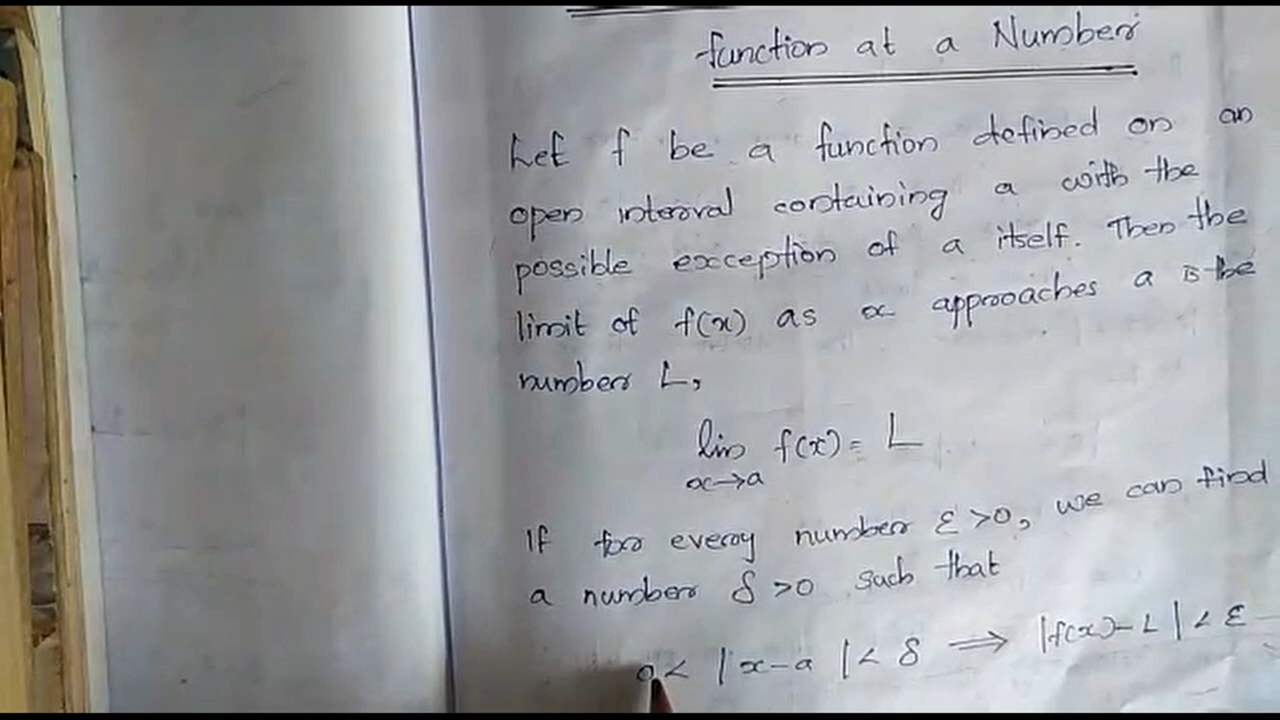 function at a Number
Let f be a function defined on an
open interval containing a with the
possible exception of a itself. Then the
limit of f(x) as x approaches a is the
number L,
lim f(x) = L
x→a
If for every number ε >0, we can find
a number δ >0 such that
0 < |x-a| < δ ⟹ |f(x)-L| < ε